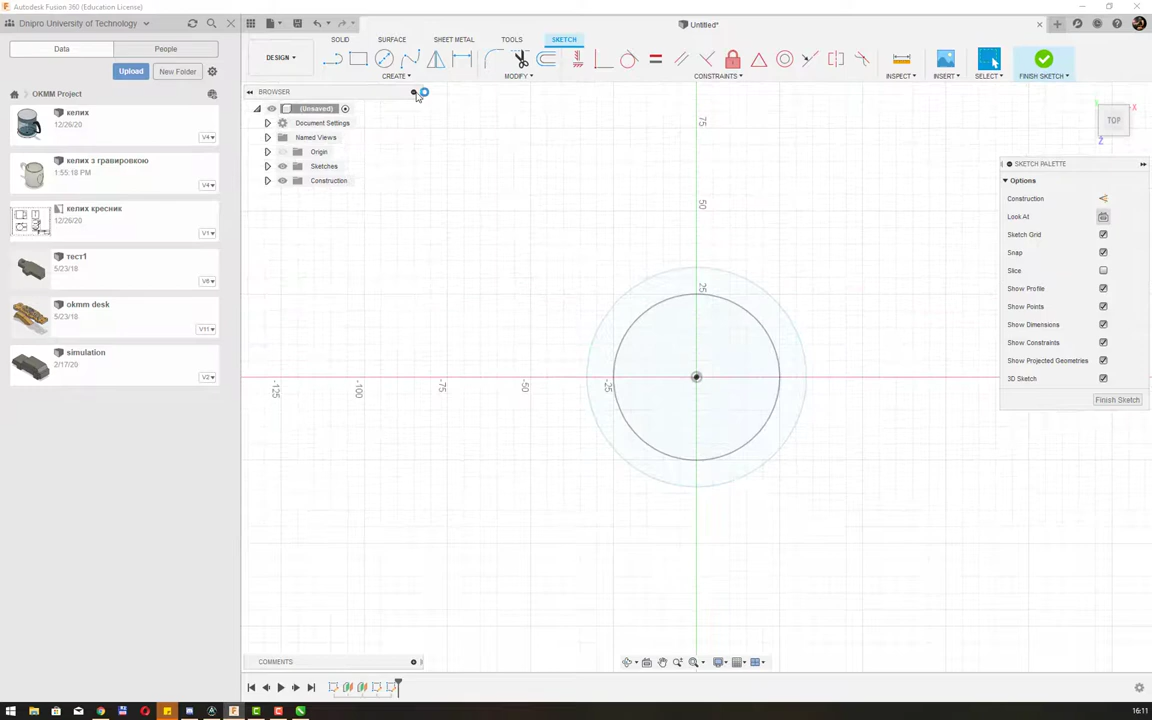 Autodesk Fusion 360 (Education License)
Dnipro University of Technology
Untitled*
Data
People
Upload
New Folder
OKMM Project
келих
12/26/20
V4
келих з гравировкою
1:55:18 PM
V4
келих кресник
12/26/20
V1
тест1
5/23/18
V6
okmm desk
5/23/18
V11
simulation
2/17/20
V2
DESIGN
SOLID
SURFACE
SHEET METAL
TOOLS
SKETCH
CREATE
MODIFY
CONSTRAINTS
INSPECT
INSERT
SELECT
FINISH SKETCH
BROWSER
(Unsaved)
Document Settings
Named Views
Origin
Sketches
Construction
75
50
25
-125
-100
-75
-50
-25
TOP
X
Z
SKETCH PALETTE
Options
Construction
Look At
Sketch Grid
Snap
Slice
Show Profile
Show Points
Show Dimensions
Show Constraints
Show Projected Geometries
3D Sketch
Finish Sketch
COMMENTS
16:11